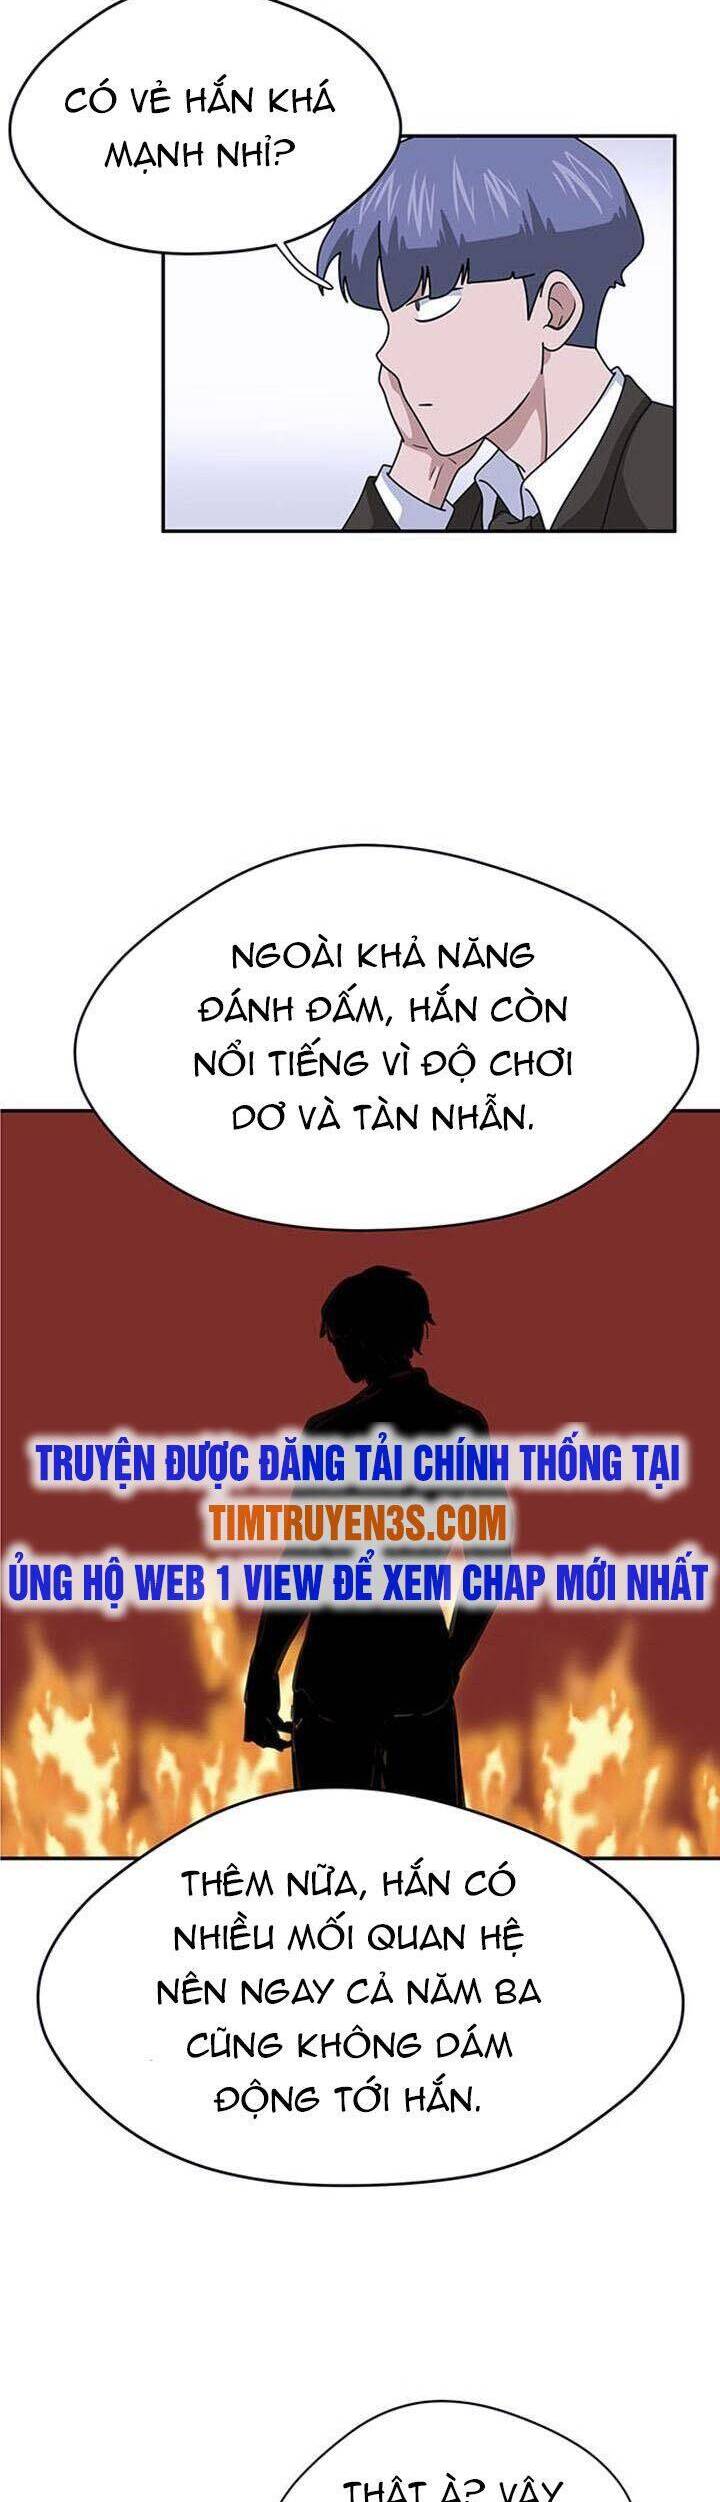 CÓ VẺ HẮN KHÁ
MẠNH NHỈ?
NGOÀI KHẢ NĂNG
ĐÁNH ĐẤM, HẮN CÒN
NỔI TIẾNG VÌ ĐỘ CHƠI
DƠ VÀ TÀN NHẪN.
TRUYỆN ĐƯỢC ĐĂNG TẢI CHÍNH THỐNG TẠI
TIMTRUYEN3S.COM
ỦNG HỘ WEB 1 VIEW ĐỂ XEM CHAP MỚI NHẤT
THÊM NỮA, HẮN CÓ
NHIỀU MỐI QUAN HỆ
NÊN NGAY CẢ NĂM BA
CŨNG KHÔNG DÁM
ĐỘNG TỚI HẮN.
THẬT À? VẬY